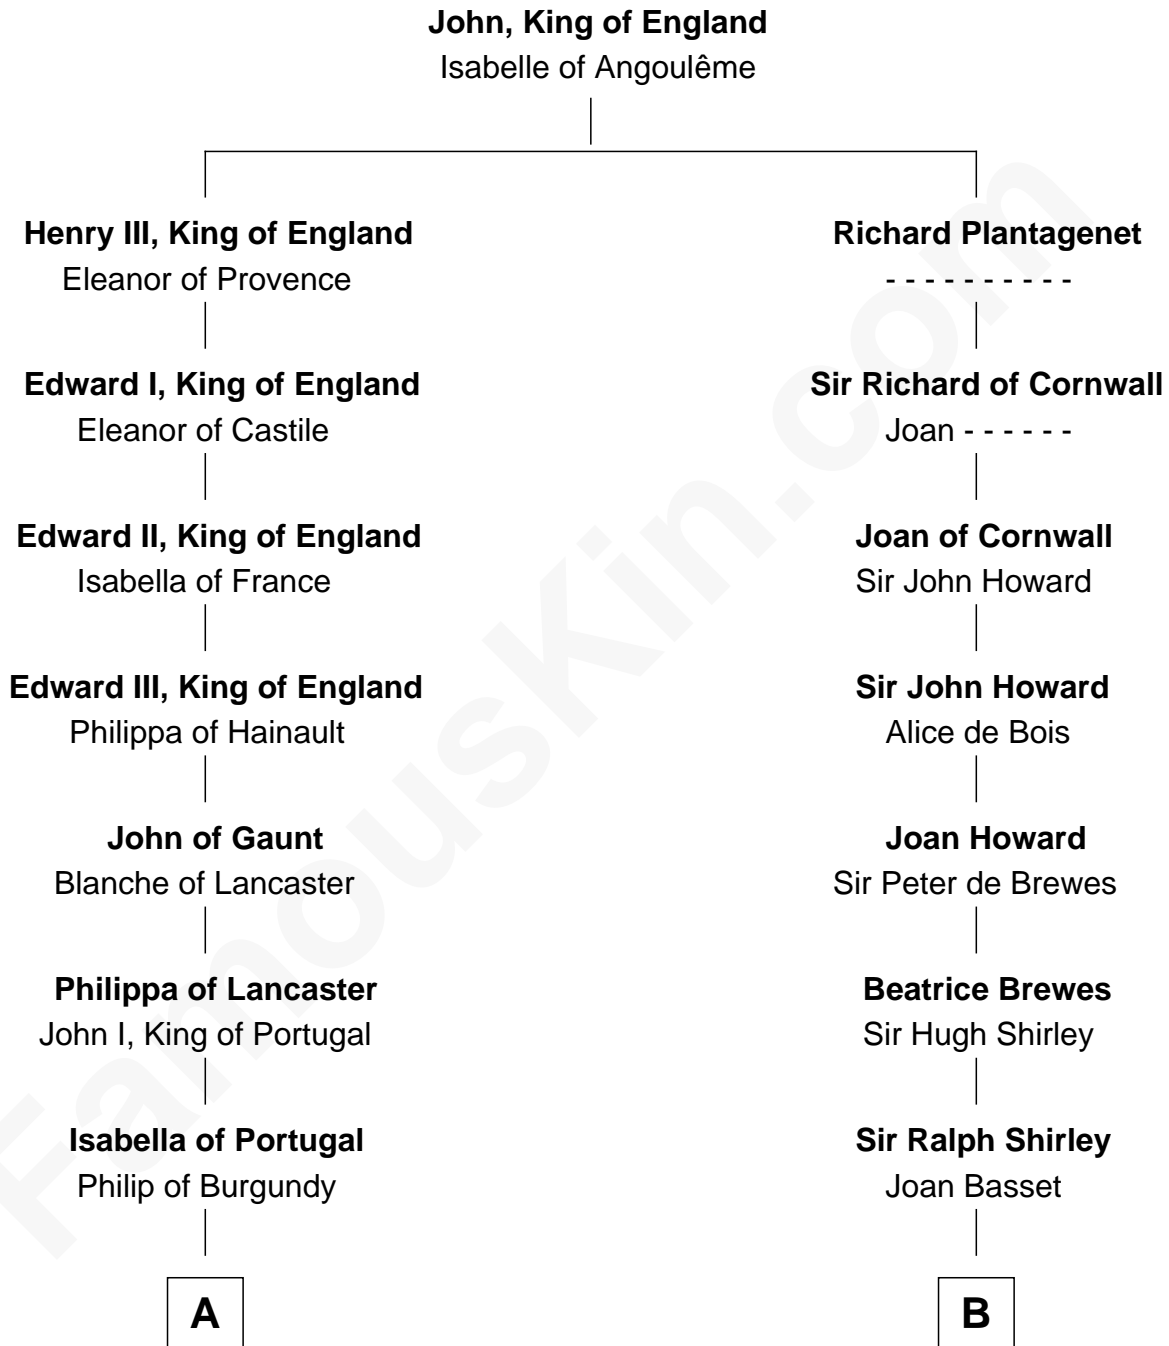 John, King of England
Isabelle of Angoulême
Henry III, King of England
Eleanor of Provence
Edward I, King of England
Eleanor of Castile
Edward II, King of England
Isabella of France
Edward III, King of England
Philippa of Hainault
John of Gaunt
Blanche of Lancaster
Philippa of Lancaster
John I, King of Portugal
Isabella of Portugal
Philip of Burgundy
A
Richard Plantagenet
- - - - - - - - - -
Sir Richard of Cornwall
Joan - - - - - -
Joan of Cornwall
Sir John Howard
Sir John Howard
Alice de Bois
Joan Howard
Sir Peter de Brewes
Beatrice Brewes
Sir Hugh Shirley
Sir Ralph Shirley
Joan Basset
B
FamousKin.com